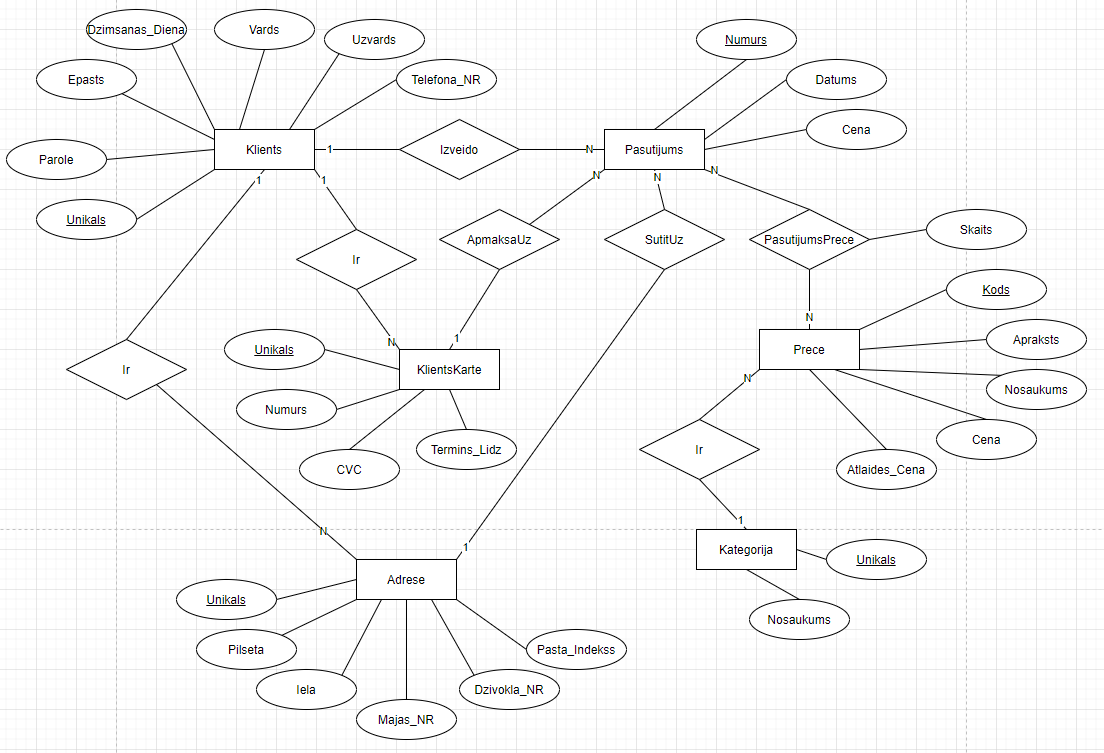 Dzimsanas_Diena
Vards
Uzvards
Numurs
Epasts
Telefona_NR
Datums
Cena
Klients
1
Izveido
N
Pasutijums
Parole
1
1
N
N
N
Unikals
Skaits
ApmaksaUz
SutitUz
PasutijumsPrece
Ir
Kods
N
Unikals
N
1
Apraksts
Prece
Ir
KlientsKarte
N
Nosaukums
Numurs
Cena
Termins_Lidz
Ir
CVC
Atlaides_Cena
N
1
1
Kategorija
Unikals
Adrese
Unikals
Nosaukums
Pilseta
Pasta_Indekss
Iela
Dzivokla_NR
Majas_NR